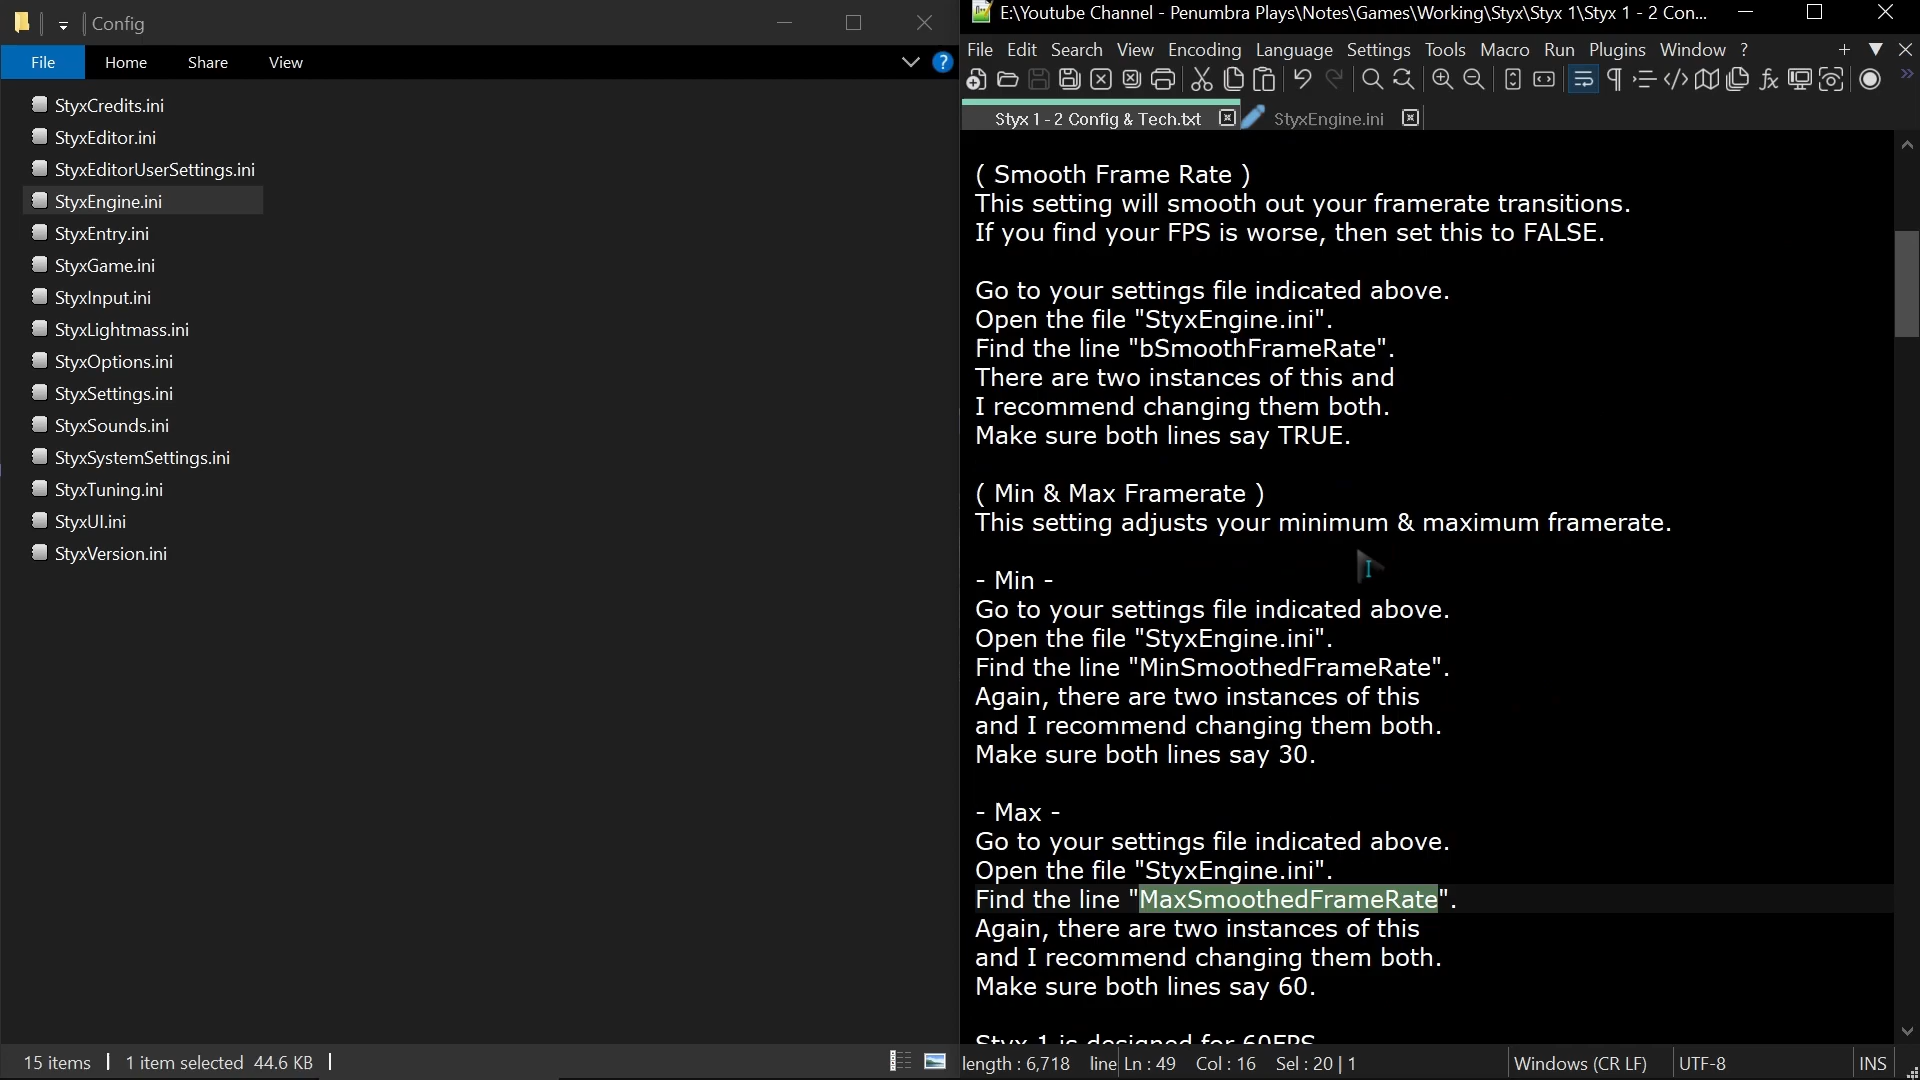 Config
File Home Share View
StyxCredits.ini
StyxEditor.ini
StyxEditorUserSettings.ini
StyxEngine.ini
StyxEntry.ini
StyxGame.ini
StyxInput.ini
StyxLightmass.ini
StyxOptions.ini
StyxSettings.ini
StyxSounds.ini
StyxSystemSettings.ini
StyxTuning.ini
StyxUI.ini
StyxVersion.ini
15 items 1 item selected 44.6 KB
E:\Youtube Channel - Penumbra Plays\Notes\Games\Working\Styx\Styx 1\Styx 1 - 2 Con...
File Edit Search View Encoding Language Settings Tools Macro Run Plugins Window ?
Styx 1 - 2 Config & Tech.txt StyxEngine.ini
( Smooth Frame Rate )
This setting will smooth out your framerate transitions.
If you find your FPS is worse, then set this to FALSE.
Go to your settings file indicated above.
Open the file "StyxEngine.ini".
Find the line "bSmoothFrameRate".
There are two instances of this and
I recommend changing them both.
Make sure both lines say TRUE.
( Min & Max Framerate )
This setting adjusts your minimum & maximum framerate.
- Min -
Go to your settings file indicated above.
Open the file "StyxEngine.ini".
Find the line "MinSmoothedFrameRate".
Again, there are two instances of this
and I recommend changing them both.
Make sure both lines say 30.
- Max -
Go to your settings file indicated above.
Open the file "StyxEngine.ini".
Find the line "MaxSmoothedFrameRate".
Again, there are two instances of this
and I recommend changing them both.
Make sure both lines say 60.
Styx 1 is designed for 60FPS
length : 6,718 line Ln : 49 Col : 16 Sel : 20 | 1 Windows (CR LF) UTF-8 INS